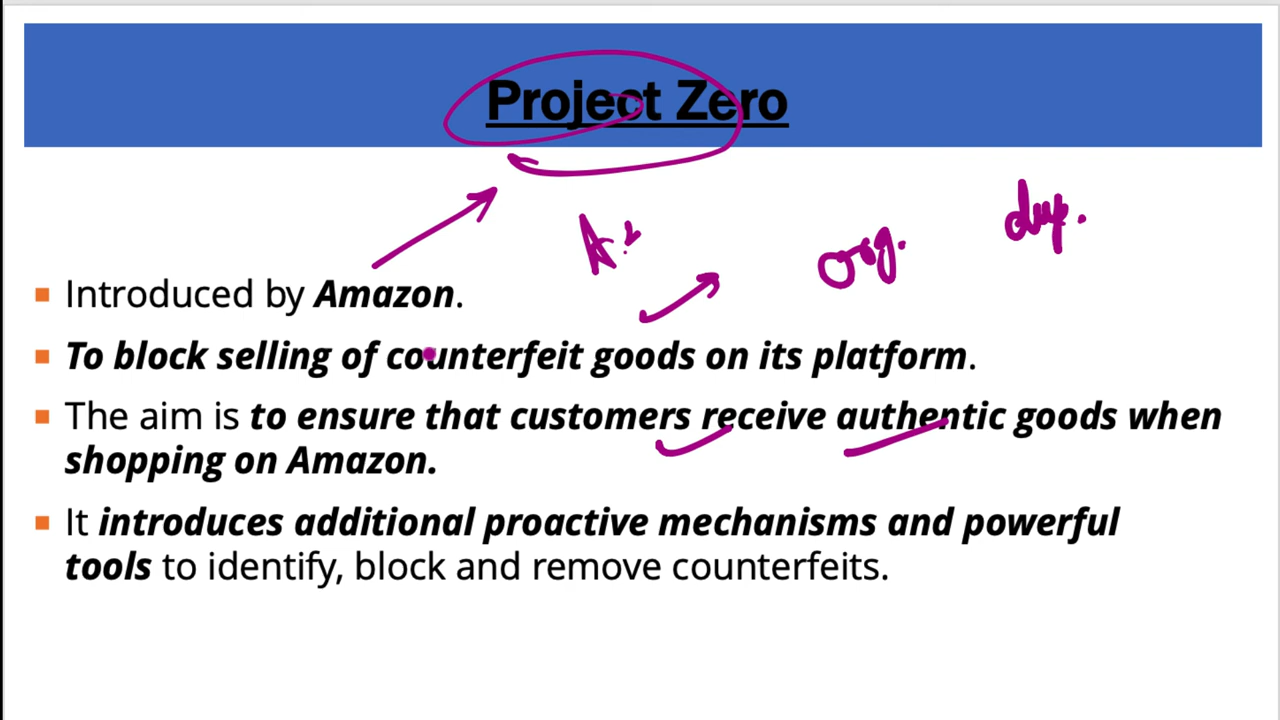 Project Zero
dup.
org.
Introduced by Amazon.
To block selling of counterfeit goods on its platform.
The aim is to ensure that customers receive authentic goods when
shopping on Amazon.
It introduces additional proactive mechanisms and powerful
tools to identify, block and remove counterfeits.